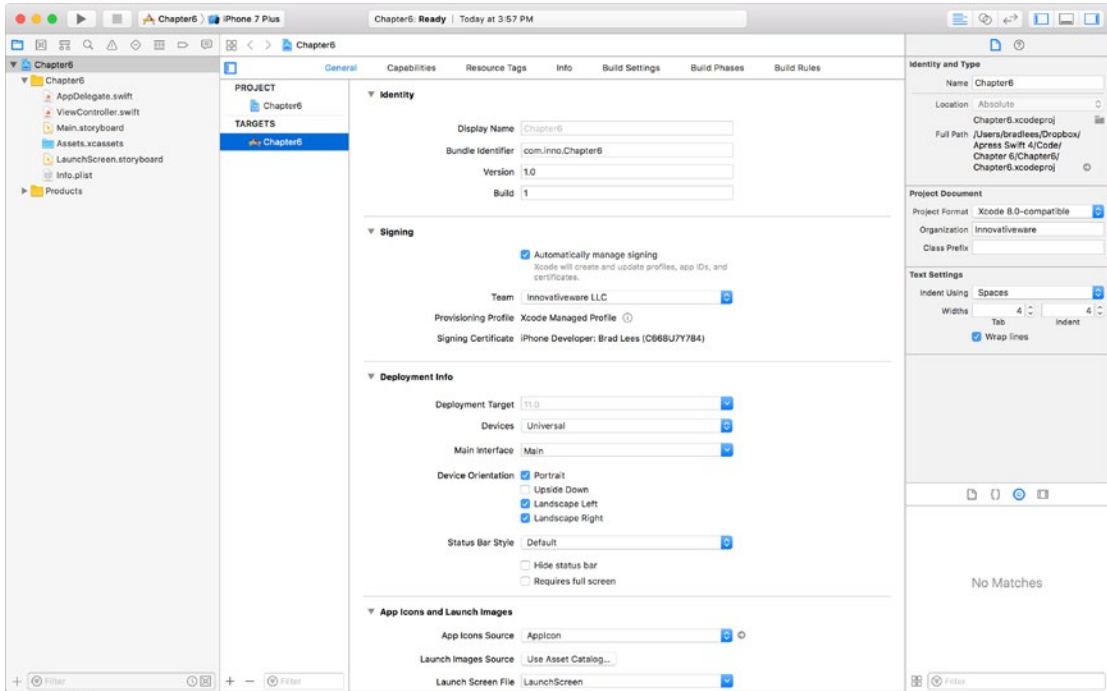 Chapter6 iPhone 7 Plus
Chapter6: Ready | Today at 3:57 PM
Chapter6
AppDelegate.swift
ViewController.swift
Main.storyboard
Assets.xcassets
LaunchScreen.storyboard
Info.plist
Products
Filter
Chapter6
General Capabilities Resource Tags Info Build Settings Build Phases Build Rules
PROJECT
Chapter6
TARGETS
Chapter6
Filter
Identity
Display Name Chapter6
Bundle Identifier com.inno.Chapter6
Version 1.0
Build 1
Signing
Automatically manage signing
Xcode will create and update profiles, app IDs, and
certificates.
Team Innovativeware LLC
Provisioning Profile Xcode Managed Profile
Signing Certificate iPhone Developer: Brad Lees (C668U7Y784)
Deployment Info
Deployment Target 11.0
Devices Universal
Main Interface Main
Device Orientation Portrait
Upside Down
Landscape Left
Landscape Right
Status Bar Style Default
Hide status bar
Requires full screen
App Icons and Launch Images
App Icons Source AppIcon
Launch Images Source Use Asset Catalog...
Launch Screen File LaunchScreen
Identity and Type
Name Chapter6
Location Absolute
Chapter6.xcodeproj
Full Path /Users/bradlees/Dropbox/
Apress Swift 4/Code/
Chapter 6/Chapter6/
Chapter6.xcodeproj
Project Document
Project Format Xcode 8.0-compatible
Organization Innovativeware
Class Prefix
Text Settings
Indent Using Spaces
Widths 4 4
Tab Indent
Wrap lines
No Matches
Filter